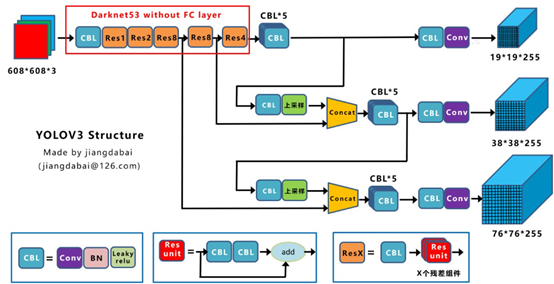 Darknet53 without FC layer
CBL*5
CBL Res1 Res2 Res8 Res8 Res4 CBL CBL Conv
608*608*3
19*19*255
CBL*5
CBL 上采样 Concat CBL CBL Conv
38*38*255
YOLOV3 Structure
Made by jiangdabai
(jiangdabai@126.com)
CBL*5
CBL 上采样 Concat CBL CBL Conv
76*76*255
CBL = Conv BN Leaky relu
Res unit = CBL CBL add
ResX = CBL Res unit
X个残差组件